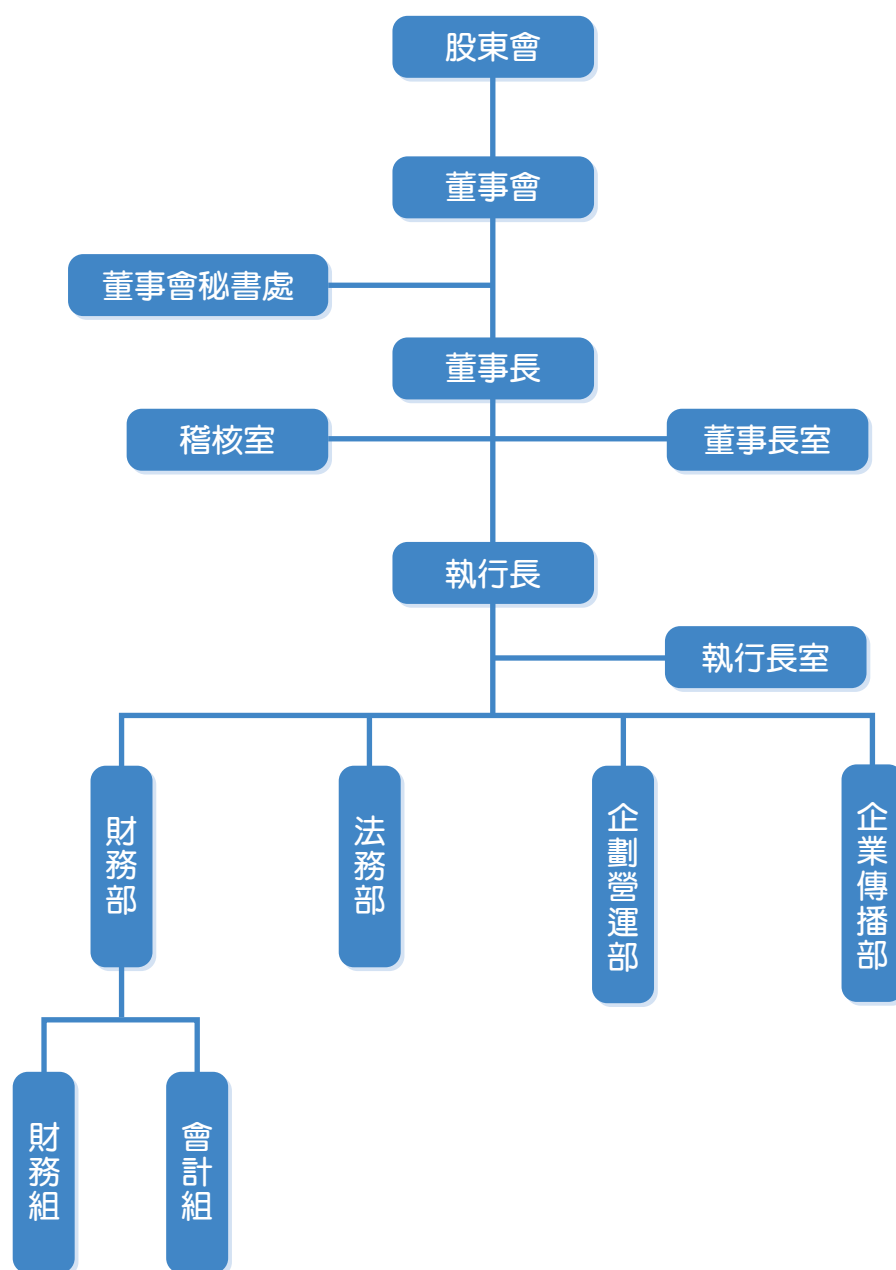 股東會
董事會
董事會秘書處
董事長
稽核室
董事長室
執行長
執行長室
財務部
法務部
企劃營運部
企業傳播部
財務組
會計組